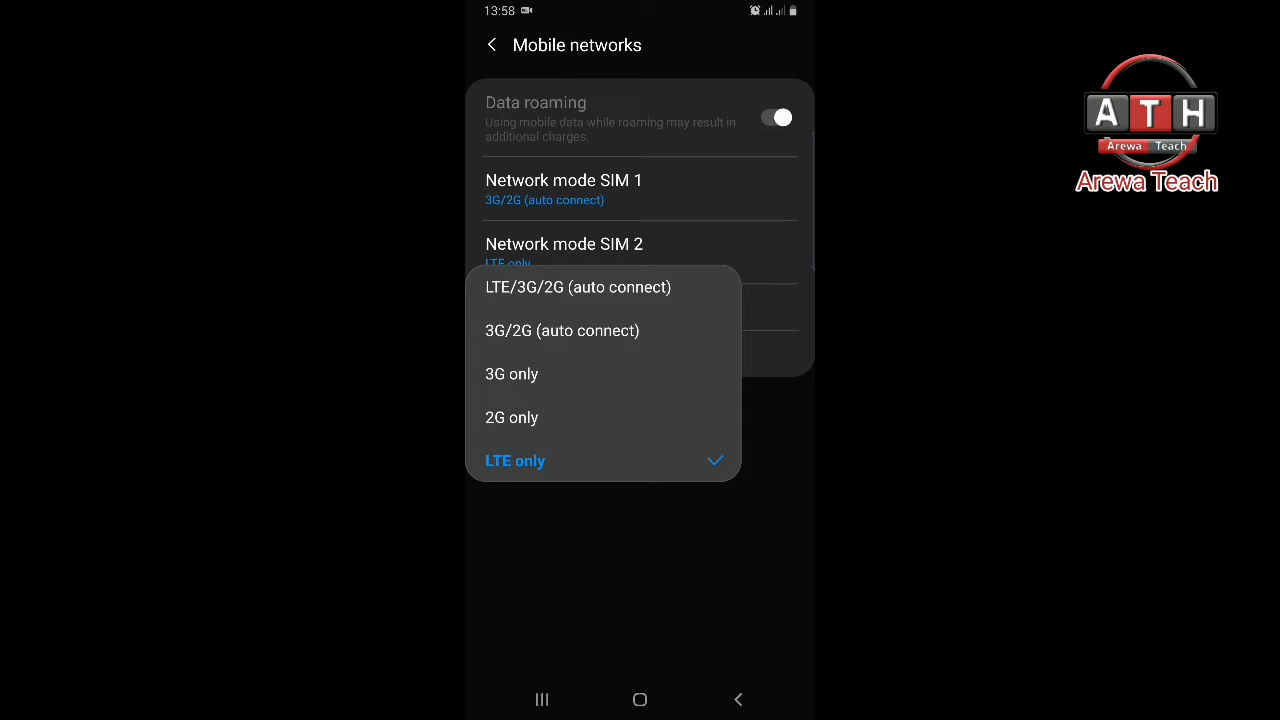 13:58
Mobile networks
Data roaming
Using mobile data while roaming may result in
additional charges.
Network mode SIM 1
3G/2G (auto connect)
Network mode SIM 2
LTE only
LTE/3G/2G (auto connect)
3G/2G (auto connect)
3G only
2G only
LTE only
A T H
Arewa Teach
Arewa Teach